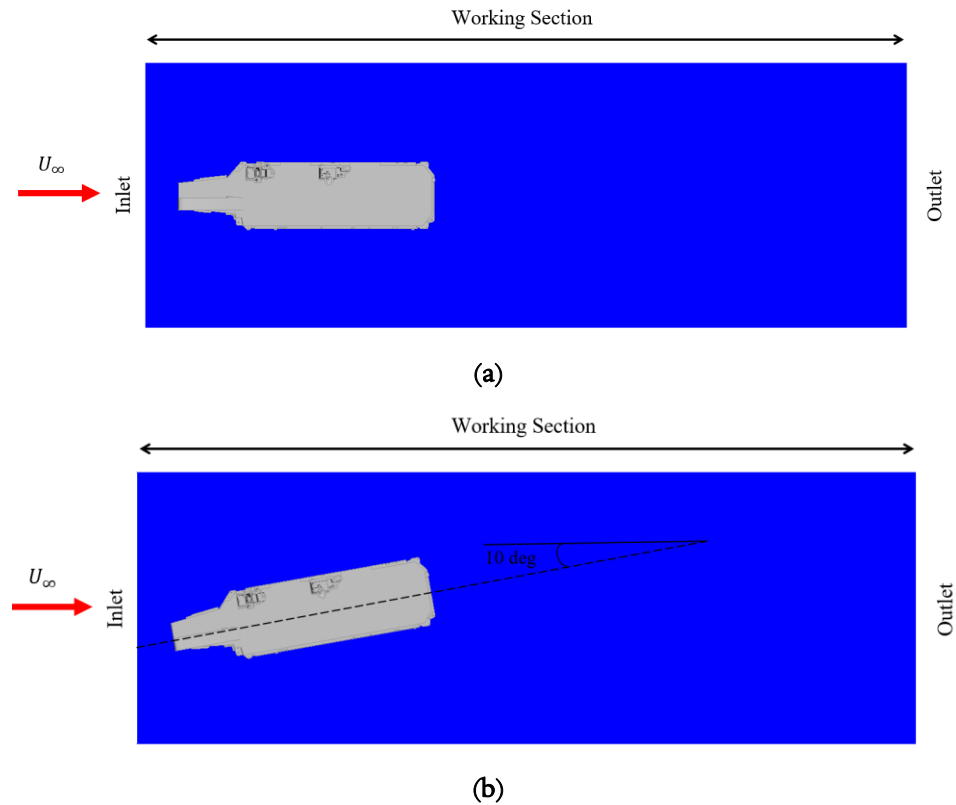 Working Section
U∞
Inlet
Outlet
(a)
Working Section
10 deg
U∞
Inlet
Outlet
(b)